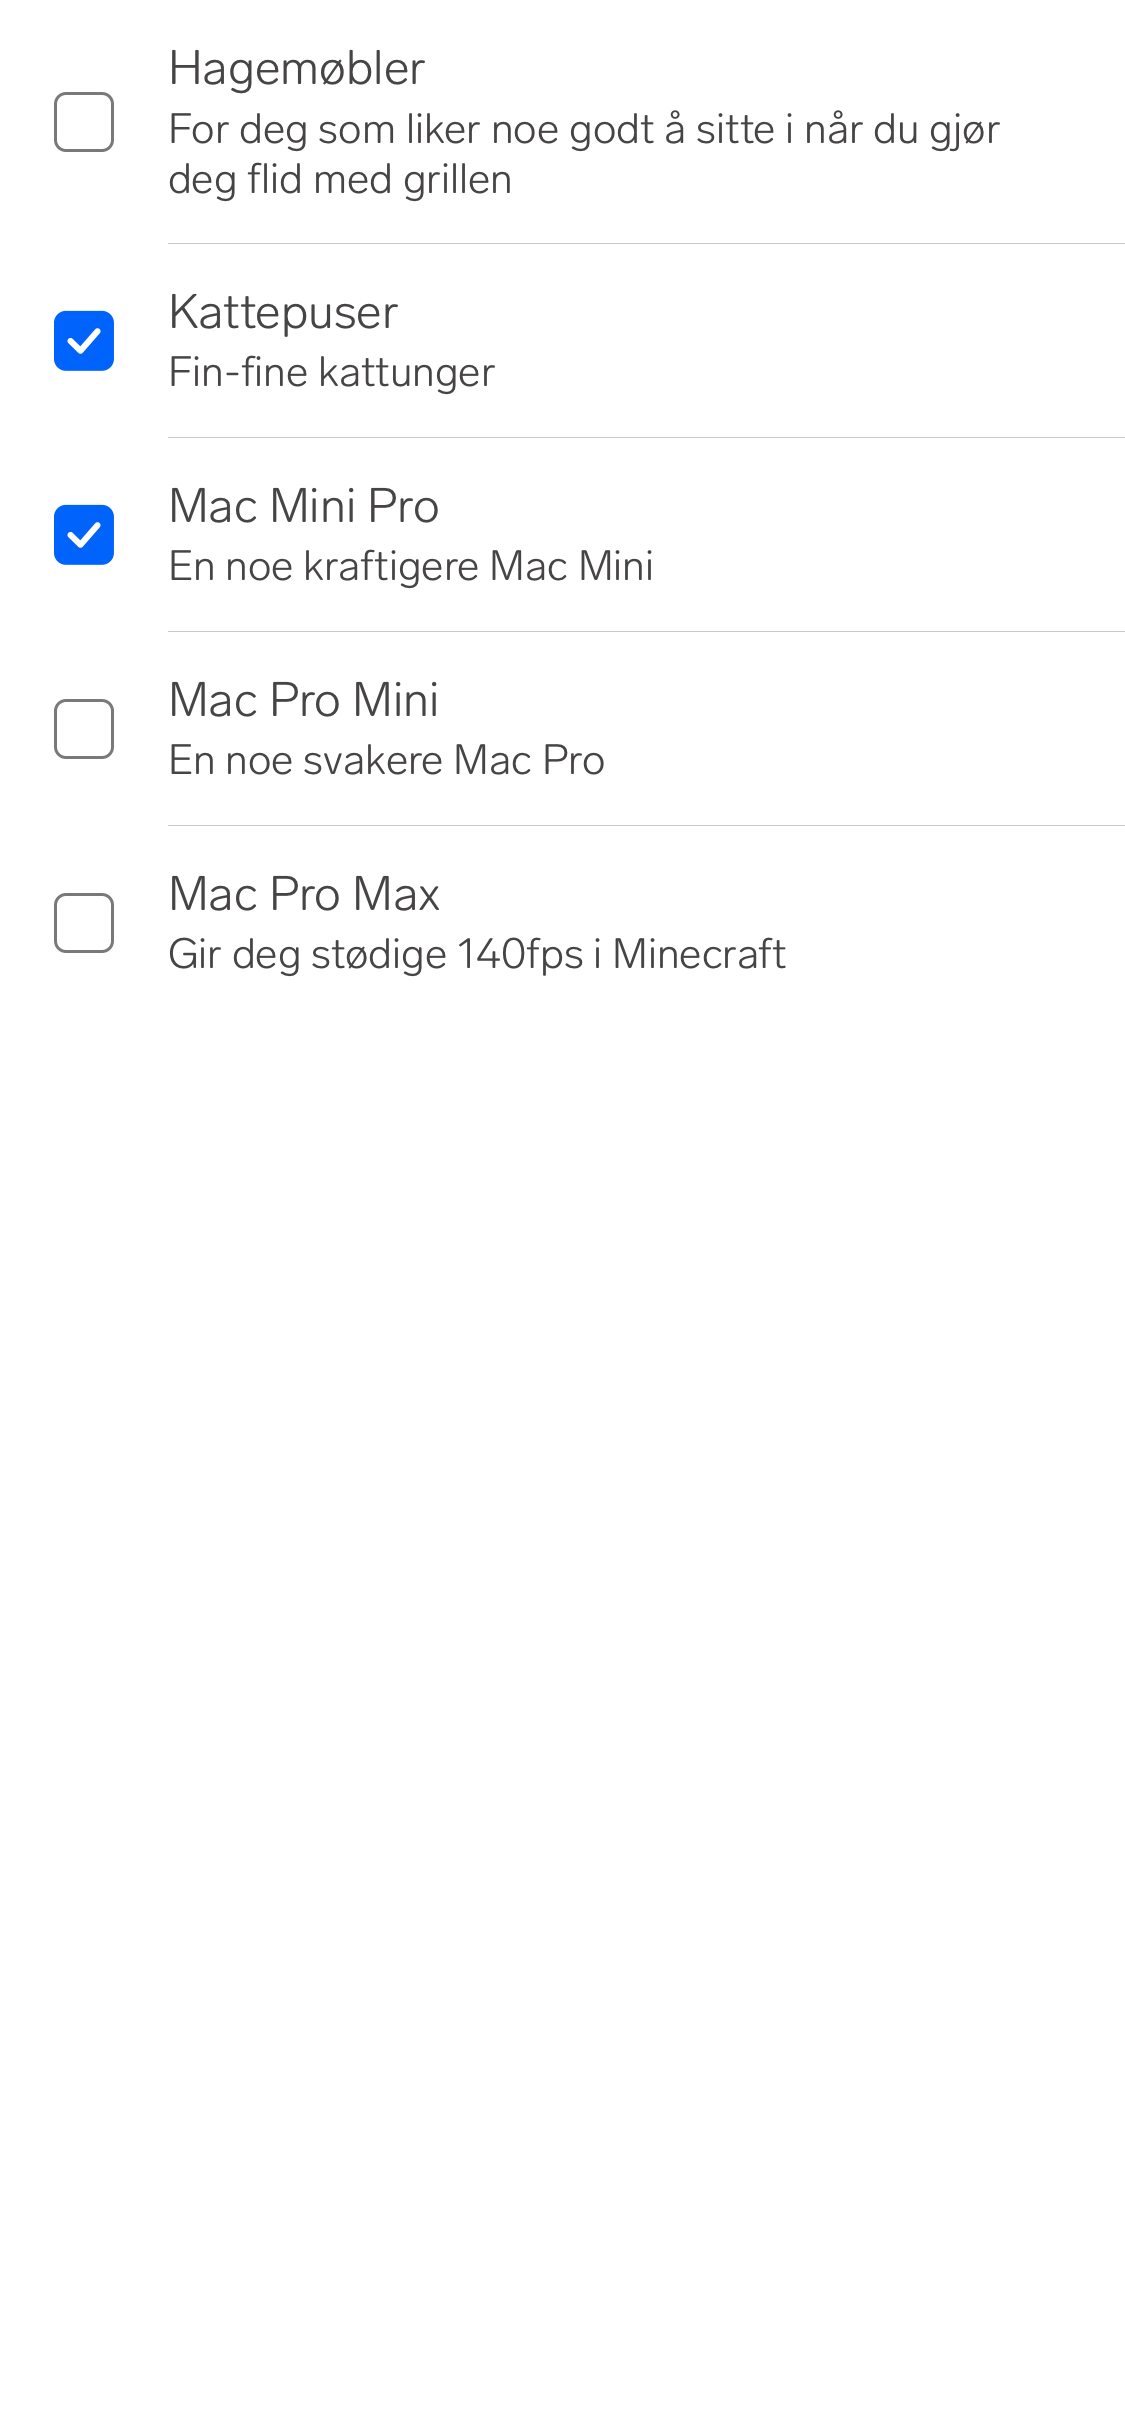 Hagemøbler
For deg som liker noe godt å sitte i når du gjør
deg flid med grillen
Kattepuser
Fin-fine kattunger
Mac Mini Pro
En noe kraftigere Mac Mini
Mac Pro Mini
En noe svakere Mac Pro
Mac Pro Max
Gir deg stødige 140fps i Minecraft